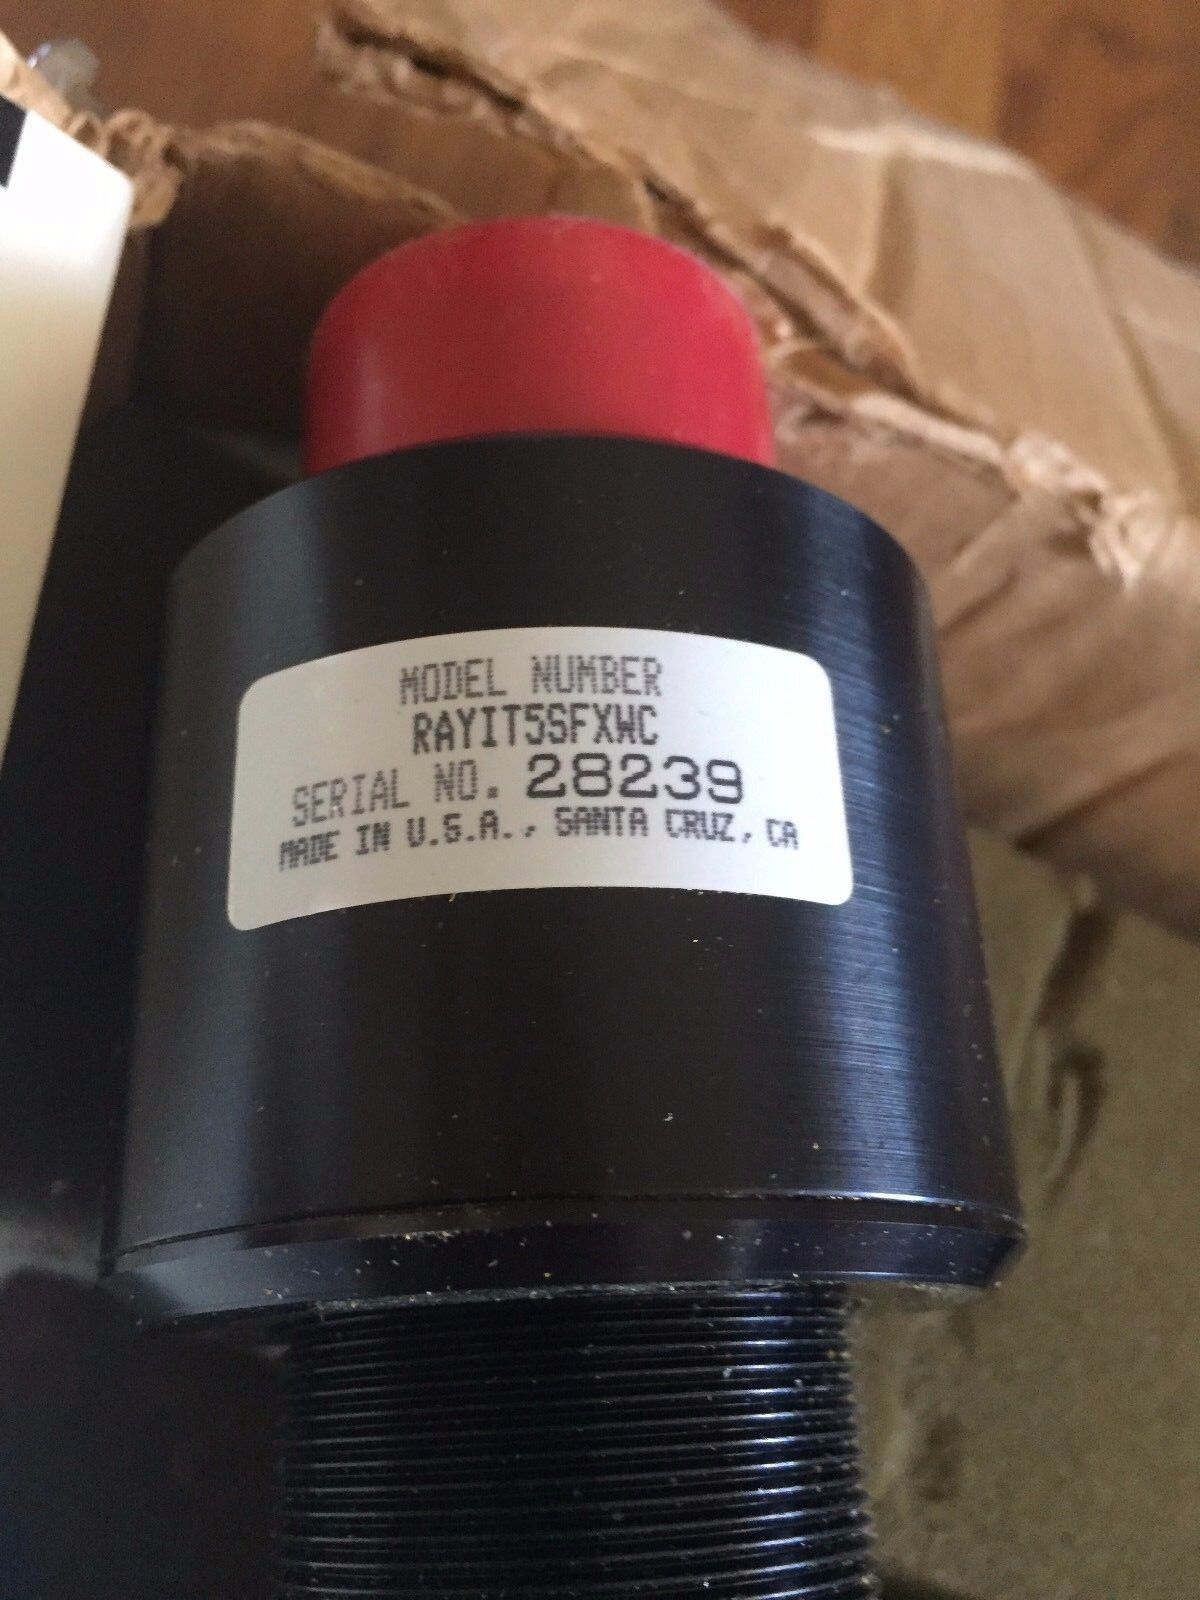 MODEL NUMBER
RAYIT5SFXWC
SERIAL NO. 28239
MADE IN U.S.A., SANTA CRUZ, CA